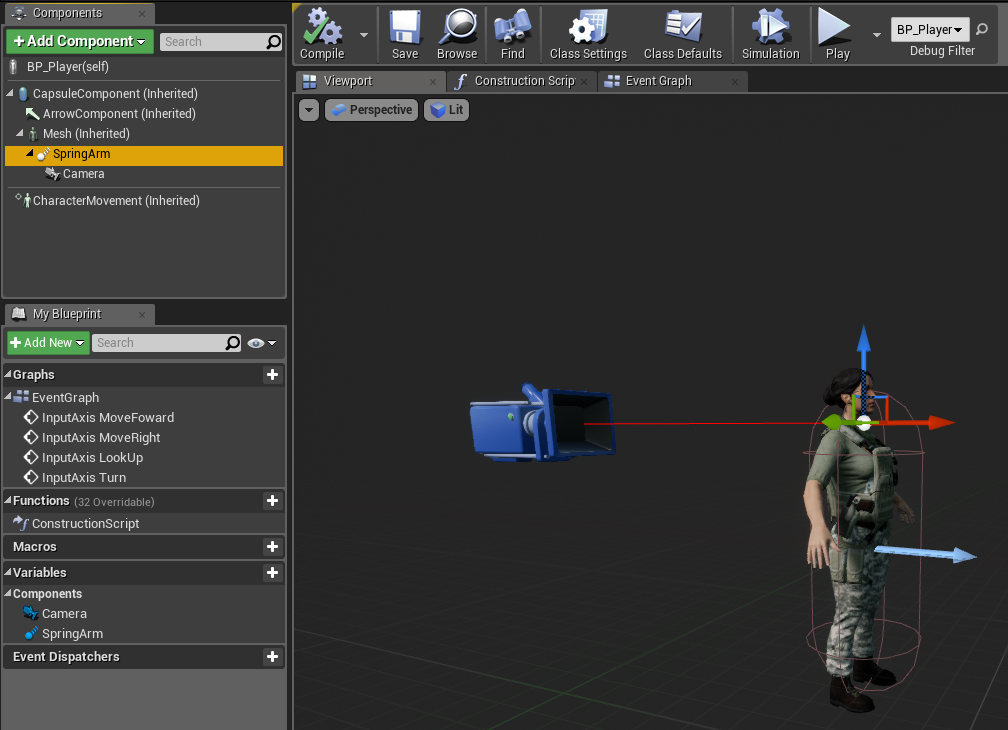 Components
+ Add Component
Search
BP_Player(self)
CapsuleComponent (Inherited)
ArrowComponent (Inherited)
Mesh (Inherited)
SpringArm
Camera
CharacterMovement (Inherited)
My Blueprint
+ Add New
Search
Graphs
EventGraph
InputAxis MoveFoward
InputAxis MoveRight
InputAxis LookUp
InputAxis Turn
Functions (32 Overridable)
ConstructionScript
Macros
Variables
Components
Camera
SpringArm
Event Dispatchers
Compile
Save
Browse
Find
Class Settings
Class Defaults
Simulation
Play
BP_Player
Debug Filter
Viewport
Construction Scrip
Event Graph
Perspective
Lit